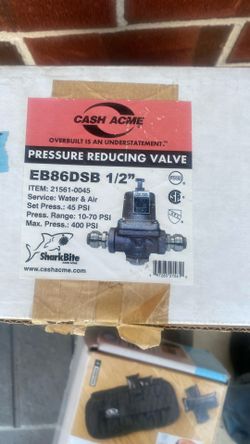 CASH ACME
OVERBUILT IS AN UNDERSTATEMENT.
PRESSURE REDUCING VALVE
EB86DSB 1/2"
ITEM: 21561-0045
Service: Water & Air
Set Press.: 45 PSI
Press. Range: 10-70 PSI
Max. Press.: 400 PSI
SharkBite
www.cashacme.com